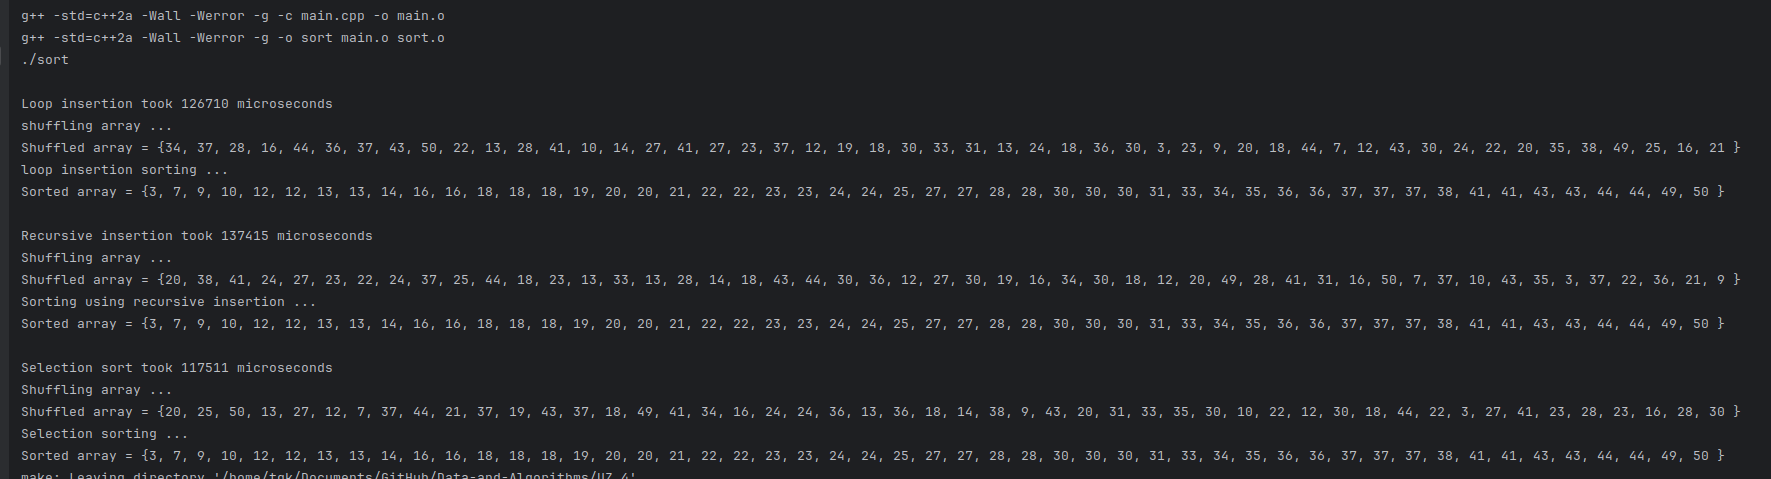 g++ -std=c++2a -Wall -Werror -g -c main.cpp -o main.o
g++ -std=c++2a -Wall -Werror -g -o sort main.o sort.o
./sort
Loop insertion took 126710 microseconds
shuffling array ...
Shuffled array = {34, 37, 28, 16, 44, 36, 37, 43, 50, 22, 13, 28, 41, 10, 14, 27, 41, 27, 23, 37, 12, 19, 18, 30, 33, 31, 13, 24, 18, 36, 30, 3, 23, 9, 20, 18, 44, 7, 12, 43, 30, 24, 22, 20, 35, 38, 49, 25, 16, 21 }
loop insertion sorting ...
Sorted array = {3, 7, 9, 10, 12, 12, 13, 13, 14, 16, 16, 18, 18, 18, 19, 20, 20, 21, 22, 22, 23, 23, 24, 24, 25, 27, 27, 28, 28, 30, 30, 30, 31, 33, 34, 35, 36, 36, 37, 37, 37, 38, 41, 41, 43, 43, 44, 44, 49, 50 }
Recursive insertion took 137415 microseconds
Shuffling array ...
Shuffled array = {20, 38, 41, 24, 27, 23, 22, 24, 37, 25, 44, 18, 23, 13, 33, 13, 28, 14, 18, 43, 44, 30, 36, 12, 27, 30, 19, 16, 34, 30, 18, 12, 20, 49, 28, 41, 31, 16, 50, 7, 37, 10, 43, 35, 3, 37, 22, 36, 21, 9 }
Sorting using recursive insertion ...
Sorted array = {3, 7, 9, 10, 12, 12, 13, 13, 14, 16, 16, 18, 18, 18, 19, 20, 20, 21, 22, 22, 23, 23, 24, 24, 25, 27, 27, 28, 28, 30, 30, 30, 31, 33, 34, 35, 36, 36, 37, 37, 37, 38, 41, 41, 43, 43, 44, 44, 49, 50 }
Selection sort took 117511 microseconds
Shuffling array ...
Shuffled array = {20, 25, 50, 13, 27, 12, 7, 37, 44, 21, 37, 19, 43, 37, 18, 49, 41, 34, 16, 24, 24, 36, 13, 36, 18, 14, 38, 9, 43, 20, 31, 33, 35, 30, 10, 22, 12, 30, 18, 44, 22, 3, 27, 41, 23, 28, 23, 16, 28, 30 }
Selection sorting ...
Sorted array = {3, 7, 9, 10, 12, 12, 13, 13, 14, 16, 16, 18, 18, 18, 19, 20, 20, 21, 22, 22, 23, 23, 24, 24, 25, 27, 27, 28, 28, 30, 30, 30, 31, 33, 34, 35, 36, 36, 37, 37, 37, 38, 41, 41, 43, 43, 44, 44, 49, 50 }
make: Leaving directory '/home/tgk/Documents/GitHub/Data-and-Algorithms/UZ_4'